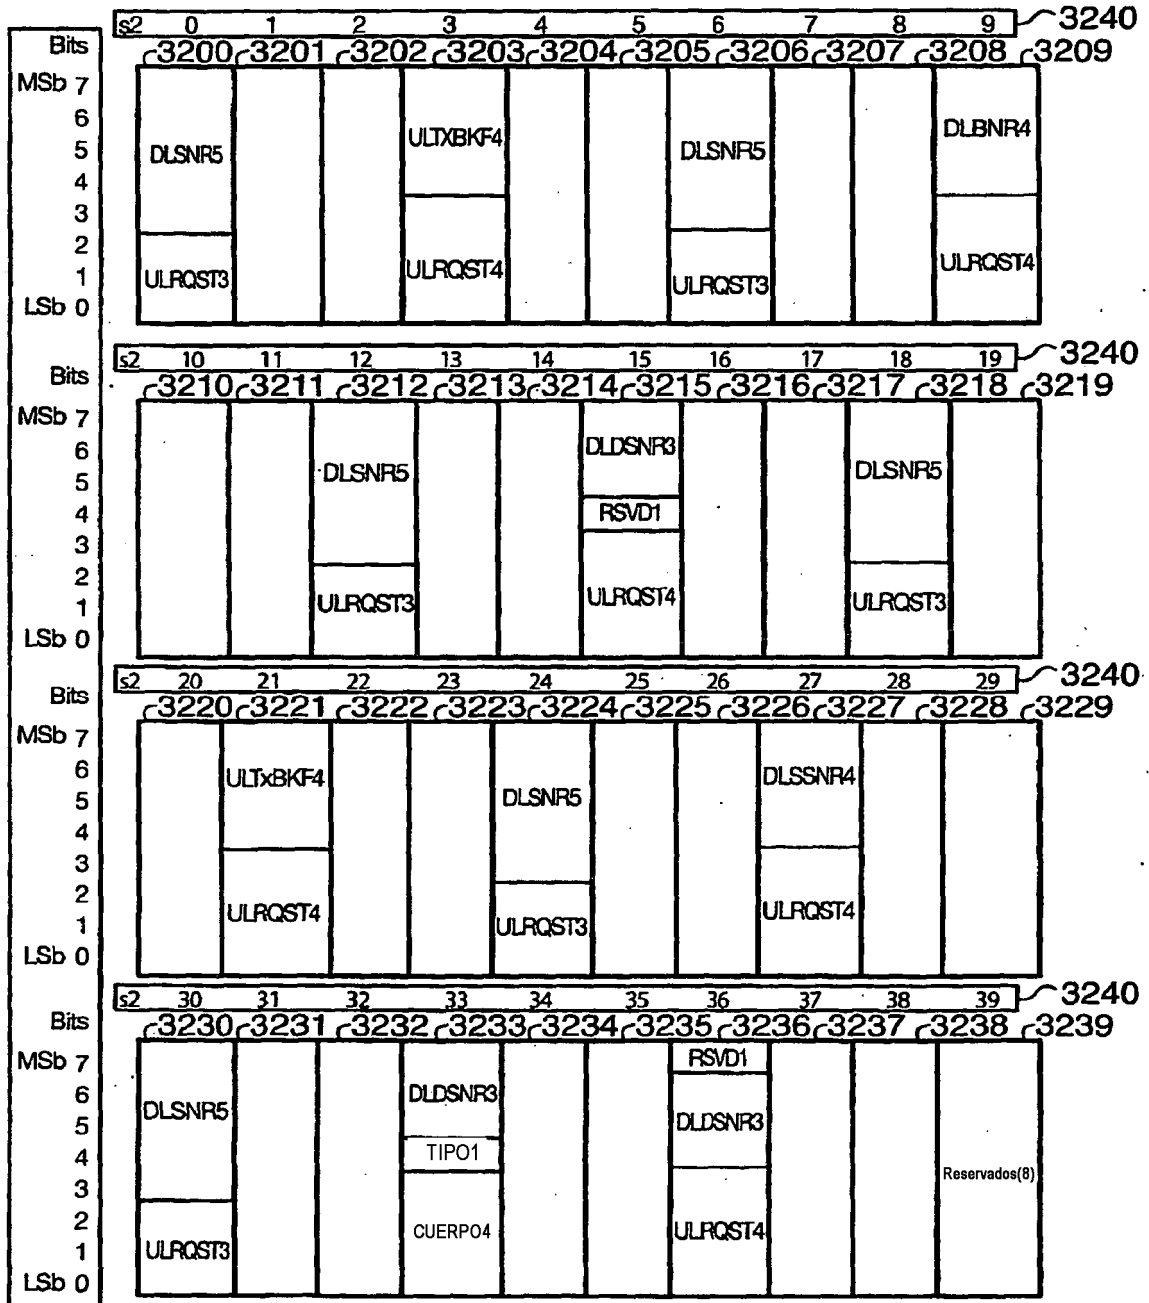 s2 0 1 2 3 4 5 6 7 8 9 3240
Bits 3200 3201 3202 3203 3204 3205 3206 3207 3208 3209
MSb 7
6
5
4
3
2
1
LSb 0
DLSNR5
ULRQST3
ULTXBKF4
ULRQST4
DLSNR5
ULRQST3
DLBNR4
ULRQST4
s2 10 11 12 13 14 15 16 17 18 19 3240
Bits 3210 3211 3212 3213 3214 3215 3216 3217 3218 3219
MSb 7
6
5
4
3
2
1
LSb 0
DLSNR5
ULRQST3
DLDSNR3
RSVD1
ULRQST4
DLSNR5
ULRQST3
s2 20 21 22 23 24 25 26 27 28 29 3240
Bits 3220 3221 3222 3223 3224 3225 3226 3227 3228 3229
MSb 7
6
5
4
3
2
1
LSb 0
ULTxBKF4
ULRQST4
DLSNR5
ULRQST3
DLSSNR4
ULRQST4
s2 30 31 32 33 34 35 36 37 38 39 3240
Bits 3230 3231 3232 3233 3234 3235 3236 3237 3238 3239
MSb 7
6
5
4
3
2
1
LSb 0
DLSNR5
ULRQST3
DLDSNR3
TIPO1
CUERPO4
RSVD1
DLDSNR3
ULRQST4
Reservados(8)